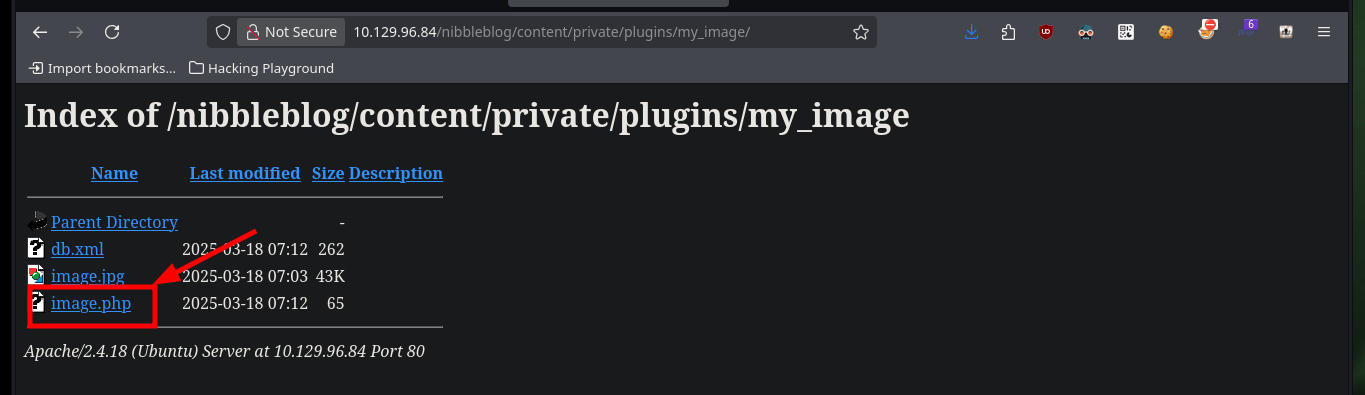 Not Secure 10.129.96.84/nibbleblog/content/private/plugins/my_image/ UD 6
Import bookmarks... Hacking Playground
Index of /nibbleblog/content/private/plugins/my_image
Name Last modified Size Description
Parent Directory -
db.xml 2025-03-18 07:12 262
image.jpg 2025-03-18 07:03 43K
image.php 2025-03-18 07:12 65
Apache/2.4.18 (Ubuntu) Server at 10.129.96.84 Port 80